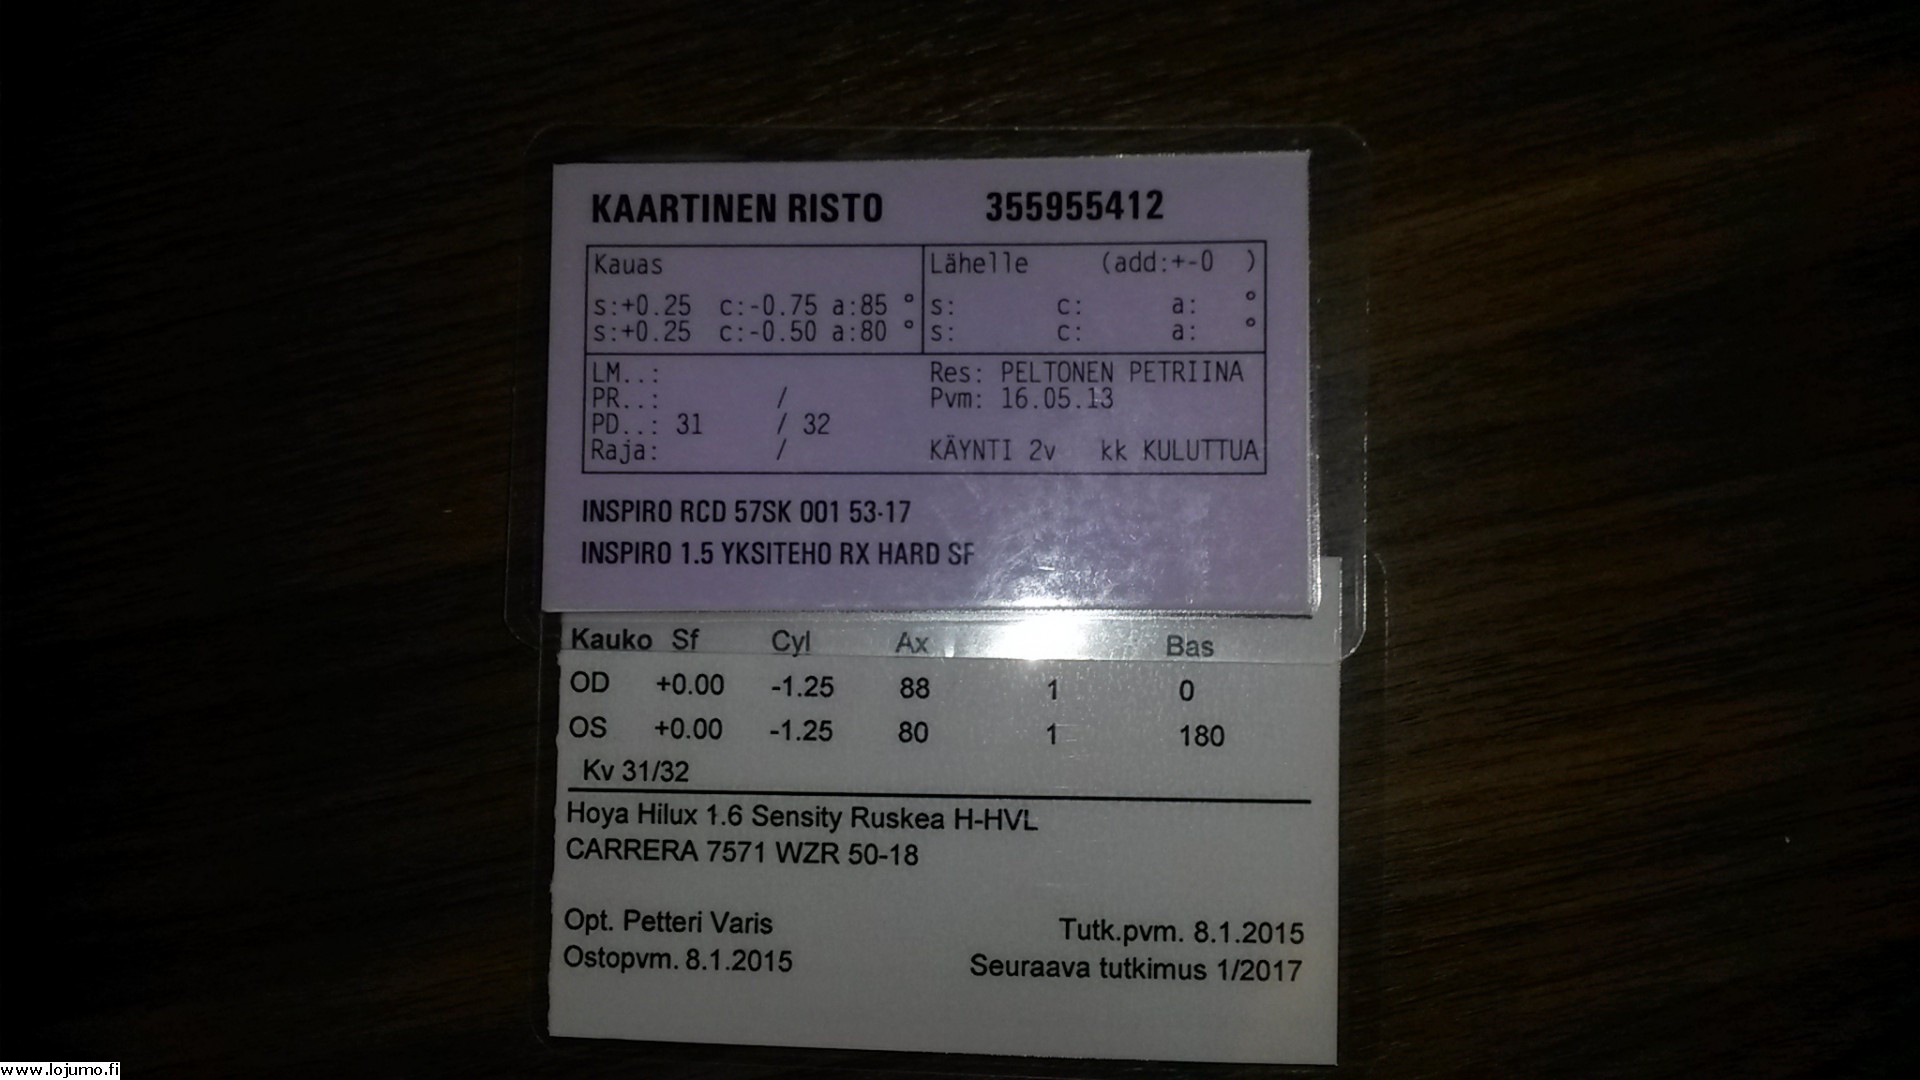 KAARTINEN RISTO 355955412
Kauas Lähelle (add:+-0 )
s:+0.25 c:-0.75 a:85 ° s: c: a: °
s:+0.25 c:-0.50 a:80 ° s: c: a: °
LM..: Res: PELTONEN PETRIINA
PR..: / Pvm: 16.05.13
PD..: 31 / 32
Raja: / KÄYNTI 2v kk KULUTTUA
INSPIRO RCD 57SK 001 53-17
INSPIRO 1.5 YKSITEHO RX HARD SF
Kauko Sf Cyl Ax Bas
OD +0.00 -1.25 88 1 0
OS +0.00 -1.25 80 1 180
Kv 31/32
Hoya Hilux 1.6 Sensity Ruskea H-HVL
CARRERA 7571 WZR 50-18
Opt. Petteri Varis Tutk.pvm. 8.1.2015
Ostopvm. 8.1.2015 Seuraava tutkimus 1/2017
www.lojumo.fi